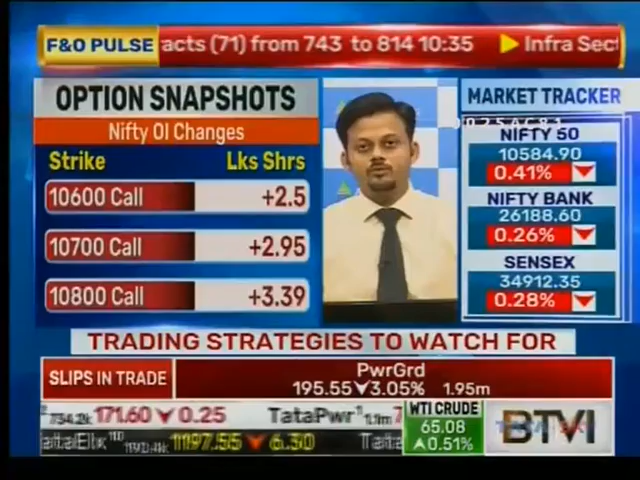 F&O PULSE
acts (71) from 743 to 814 10:35
Infra Sect
OPTION SNAPSHOTS
Nifty OI Changes
Strike Lks Shrs
10600 Call +2.5
10700 Call +2.95
10800 Call +3.39
MARKET TRACKER
NIFTY 50
10584.90
0.41%
NIFTY BANK
26188.60
0.26%
SENSEX
34912.35
0.28%
TRADING STRATEGIES TO WATCH FOR
SLIPS IN TRADE
PwrGrd
195.55 3.05% 1.95m
171.60 0.25 TataPwr 1.1m
1197.55 6.30
WTI CRUDE
65.08
0.51%
BTVI